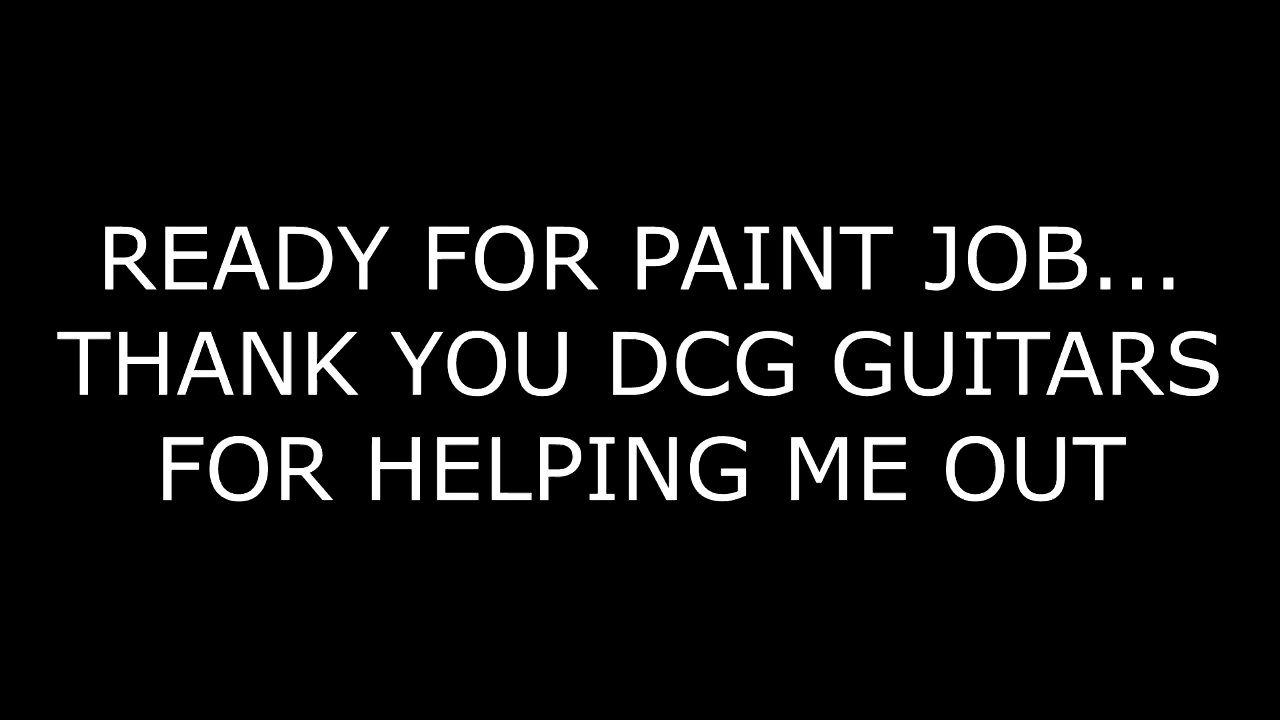 READY FOR PAINT JOB...
THANK YOU DCG GUITARS
FOR HELPING ME OUT